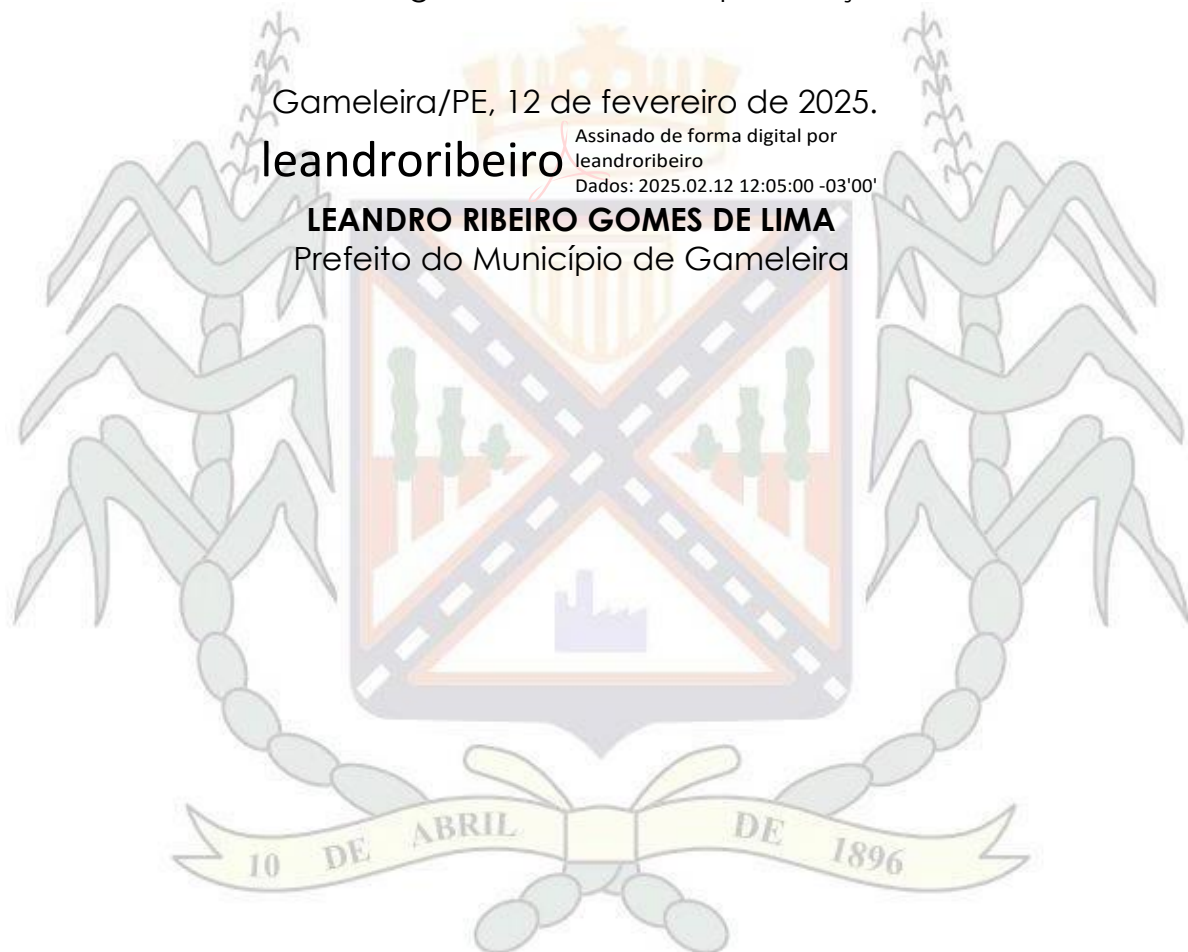 Gameleira/PE, 12 de fevereiro de 2025.
leandroribeiro
Assinado de forma digital por
leandroribeiro
Dados: 2025.02.12 12:05:00 -03'00'
LEANDRO RIBEIRO GOMES DE LIMA
Prefeito do Município de Gameleira
10 DE ABRIL DE 1896